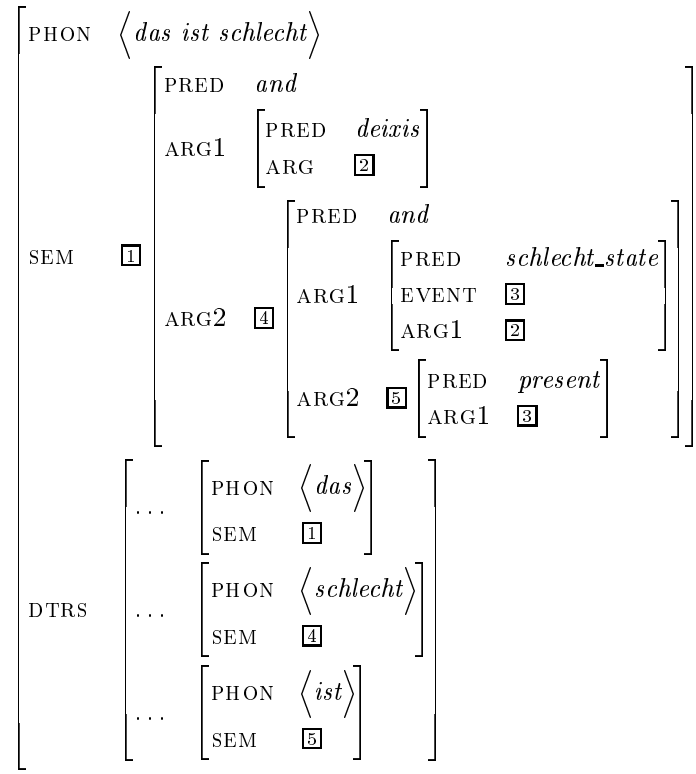 PHON ⟨das ist schlecht⟩
PRED and
ARG1 PRED deixis
ARG 2
SEM 1
ARG2 4 PRED and
ARG1 PRED schlecht_state
EVENT 3
ARG1 2
ARG2 5 PRED present
ARG1 3
DTRS
... PHON ⟨das⟩
SEM 1
... PHON ⟨schlecht⟩
SEM 4
... PHON ⟨ist⟩
SEM 5